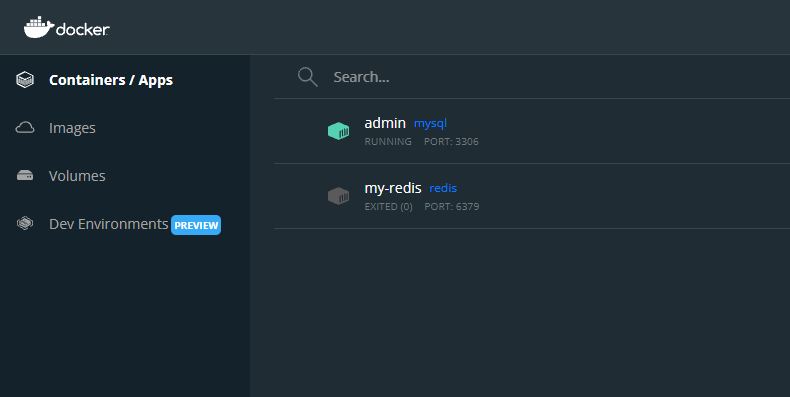 docker
Containers / Apps
Images
Volumes
Dev Environments PREVIEW
Search...
admin mysql
RUNNING PORT: 3306
my-redis redis
EXITED (0) PORT: 6379